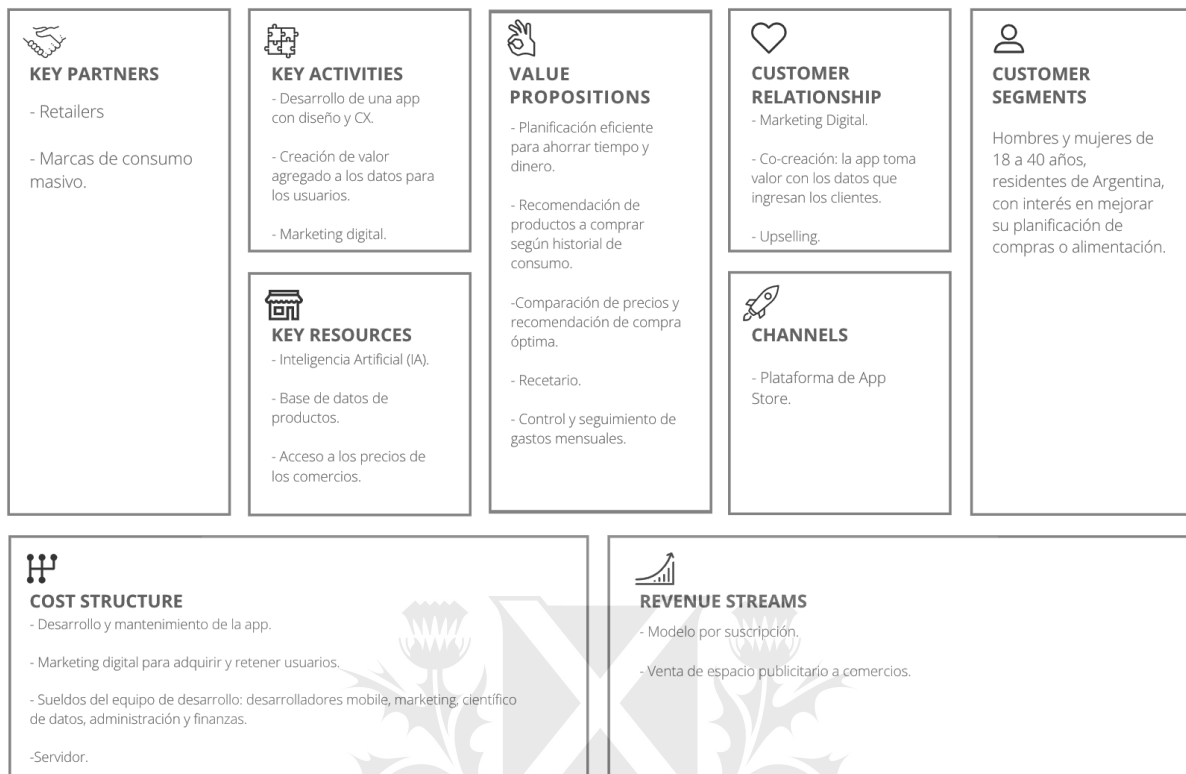 KEY PARTNERS
- Retailers
- Marcas de consumo
masivo.
KEY ACTIVITIES
- Desarrollo de una app
con diseño y CX.
- Creación de valor
agregado a los datos para
los usuarios.
- Marketing digital.
KEY RESOURCES
- Inteligencia Artificial (IA).
- Base de datos de
productos.
- Acceso a los precios de
los comercios.
VALUE
PROPOSITIONS
- Planificación eficiente
para ahorrar tiempo y
dinero.
- Recomendación de
productos a comprar
según historial de
consumo.
-Comparación de precios y
recomendación de compra
óptima.
- Recetario.
- Control y seguimiento de
gastos mensuales.
CUSTOMER
RELATIONSHIP
- Marketing Digital.
- Co-creación: la app toma
valor con los datos que
ingresan los clientes.
- Upselling.
CHANNELS
- Plataforma de App
Store.
CUSTOMER
SEGMENTS
Hombres y mujeres de
18 a 40 años,
residentes de Argentina,
con interés en mejorar
su planificación de
compras o alimentación.
COST STRUCTURE
- Desarrollo y mantenimiento de la app.
- Marketing digital para adquirir y retener usuarios.
- Sueldos del equipo de desarrollo: desarrolladores mobile, marketing, científico
de datos, administración y finanzas.
-Servidor.
REVENUE STREAMS
- Modelo por suscripción.
- Venta de espacio publicitario a comercios.